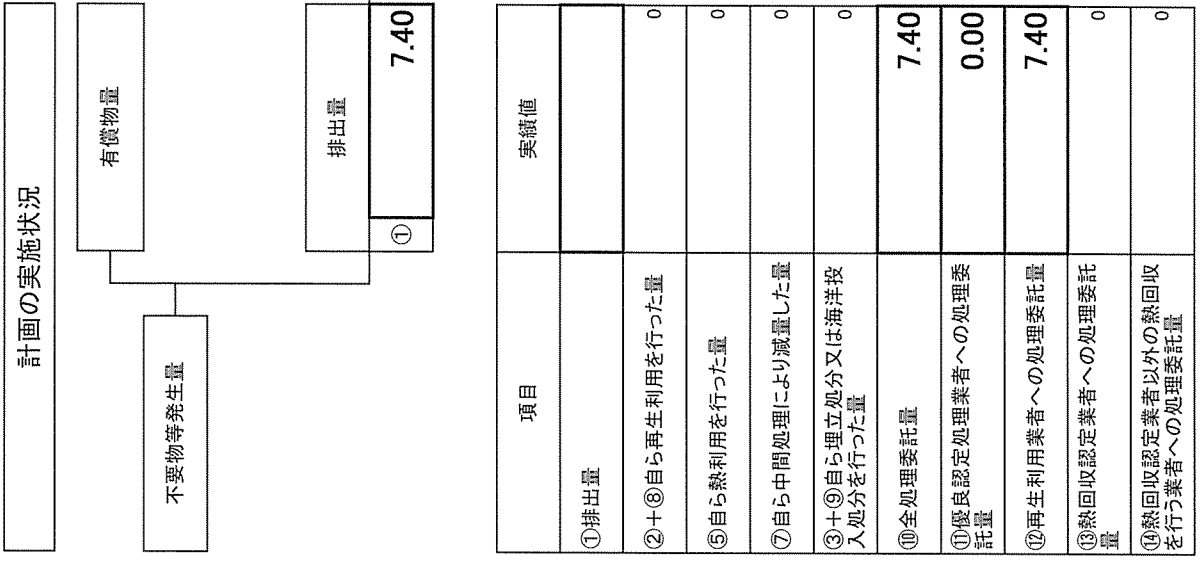 計画の実施状況
不要物等発生量
有償物量
排出量
① 7.40
項目 実績値
①排出量
②+⑧自ら再生利用を行った量 0
⑤自ら熱利用を行った量 0
⑦自ら中間処理により減量した量 0
③+⑨自ら埋立処分又は海洋投
入処分を行った量 0
⑩全処理委託量 7.40
⑪優良認定処理業者への処理委
託量 0.00
⑫再生利用業者への処理委託量 7.40
⑬熱回収認定業者への処理委託
量 0
⑭熱回収認定業者以外の熱回収
を行う業者への処理委託量 0